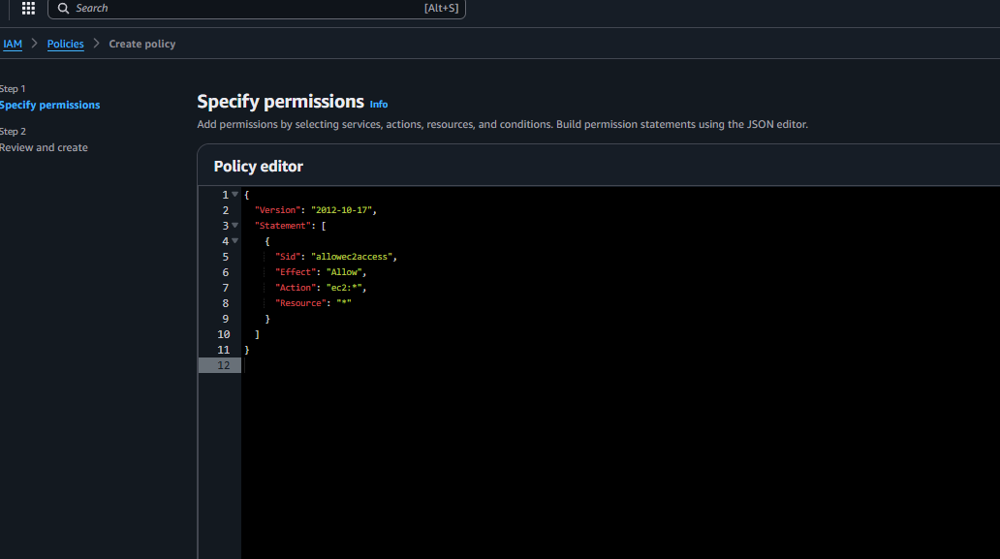 Search [Alt+S]
IAM > Policies > Create policy
Step 1
Specify permissions
Step 2
Review and create
Specify permissions Info
Add permissions by selecting services, actions, resources, and conditions. Build permission statements using the JSON editor.
Policy editor
1 {
2 "Version": "2012-10-17",
3 "Statement": [
4 {
5 "Sid": "allowec2access",
6 "Effect": "Allow",
7 "Action": "ec2:*",
8 "Resource": "*"
9 }
10 ]
11 }
12